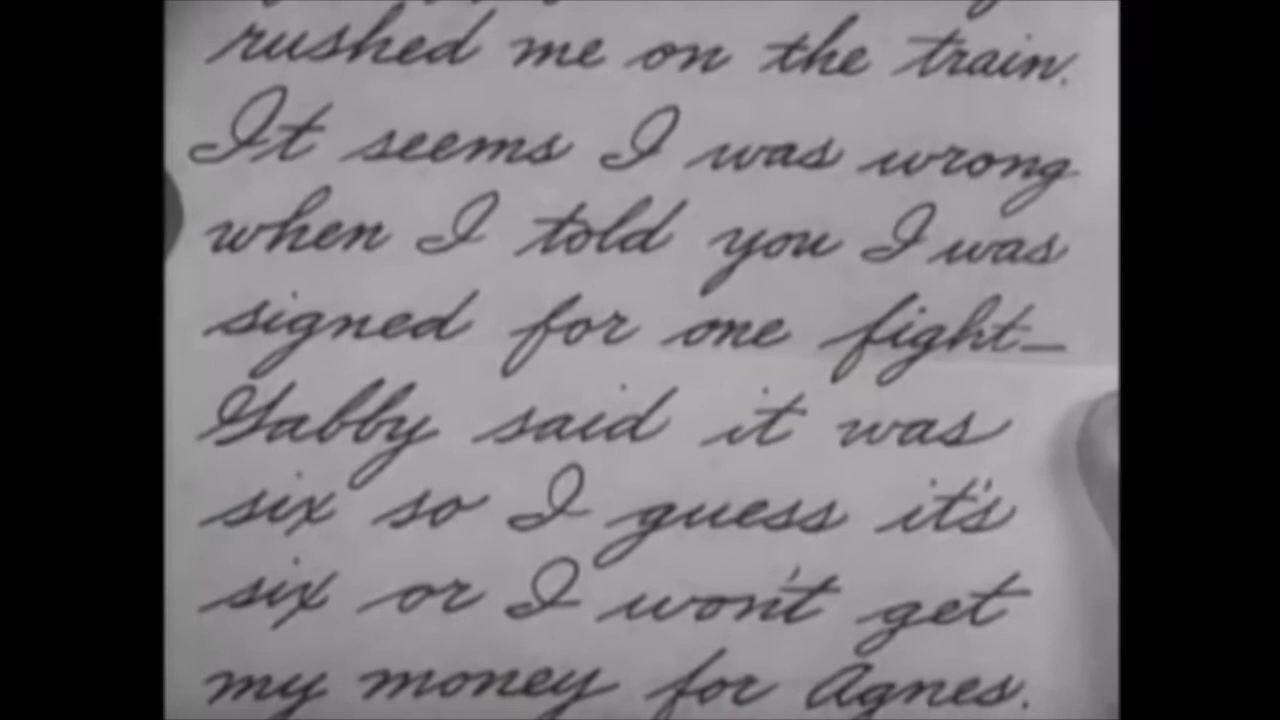 rushed me on the train.
It seems I was wrong
when I told you I was
signed for one fight—
Gabby said it was
six so I guess it's
six or I won't get
my money for Agnes.